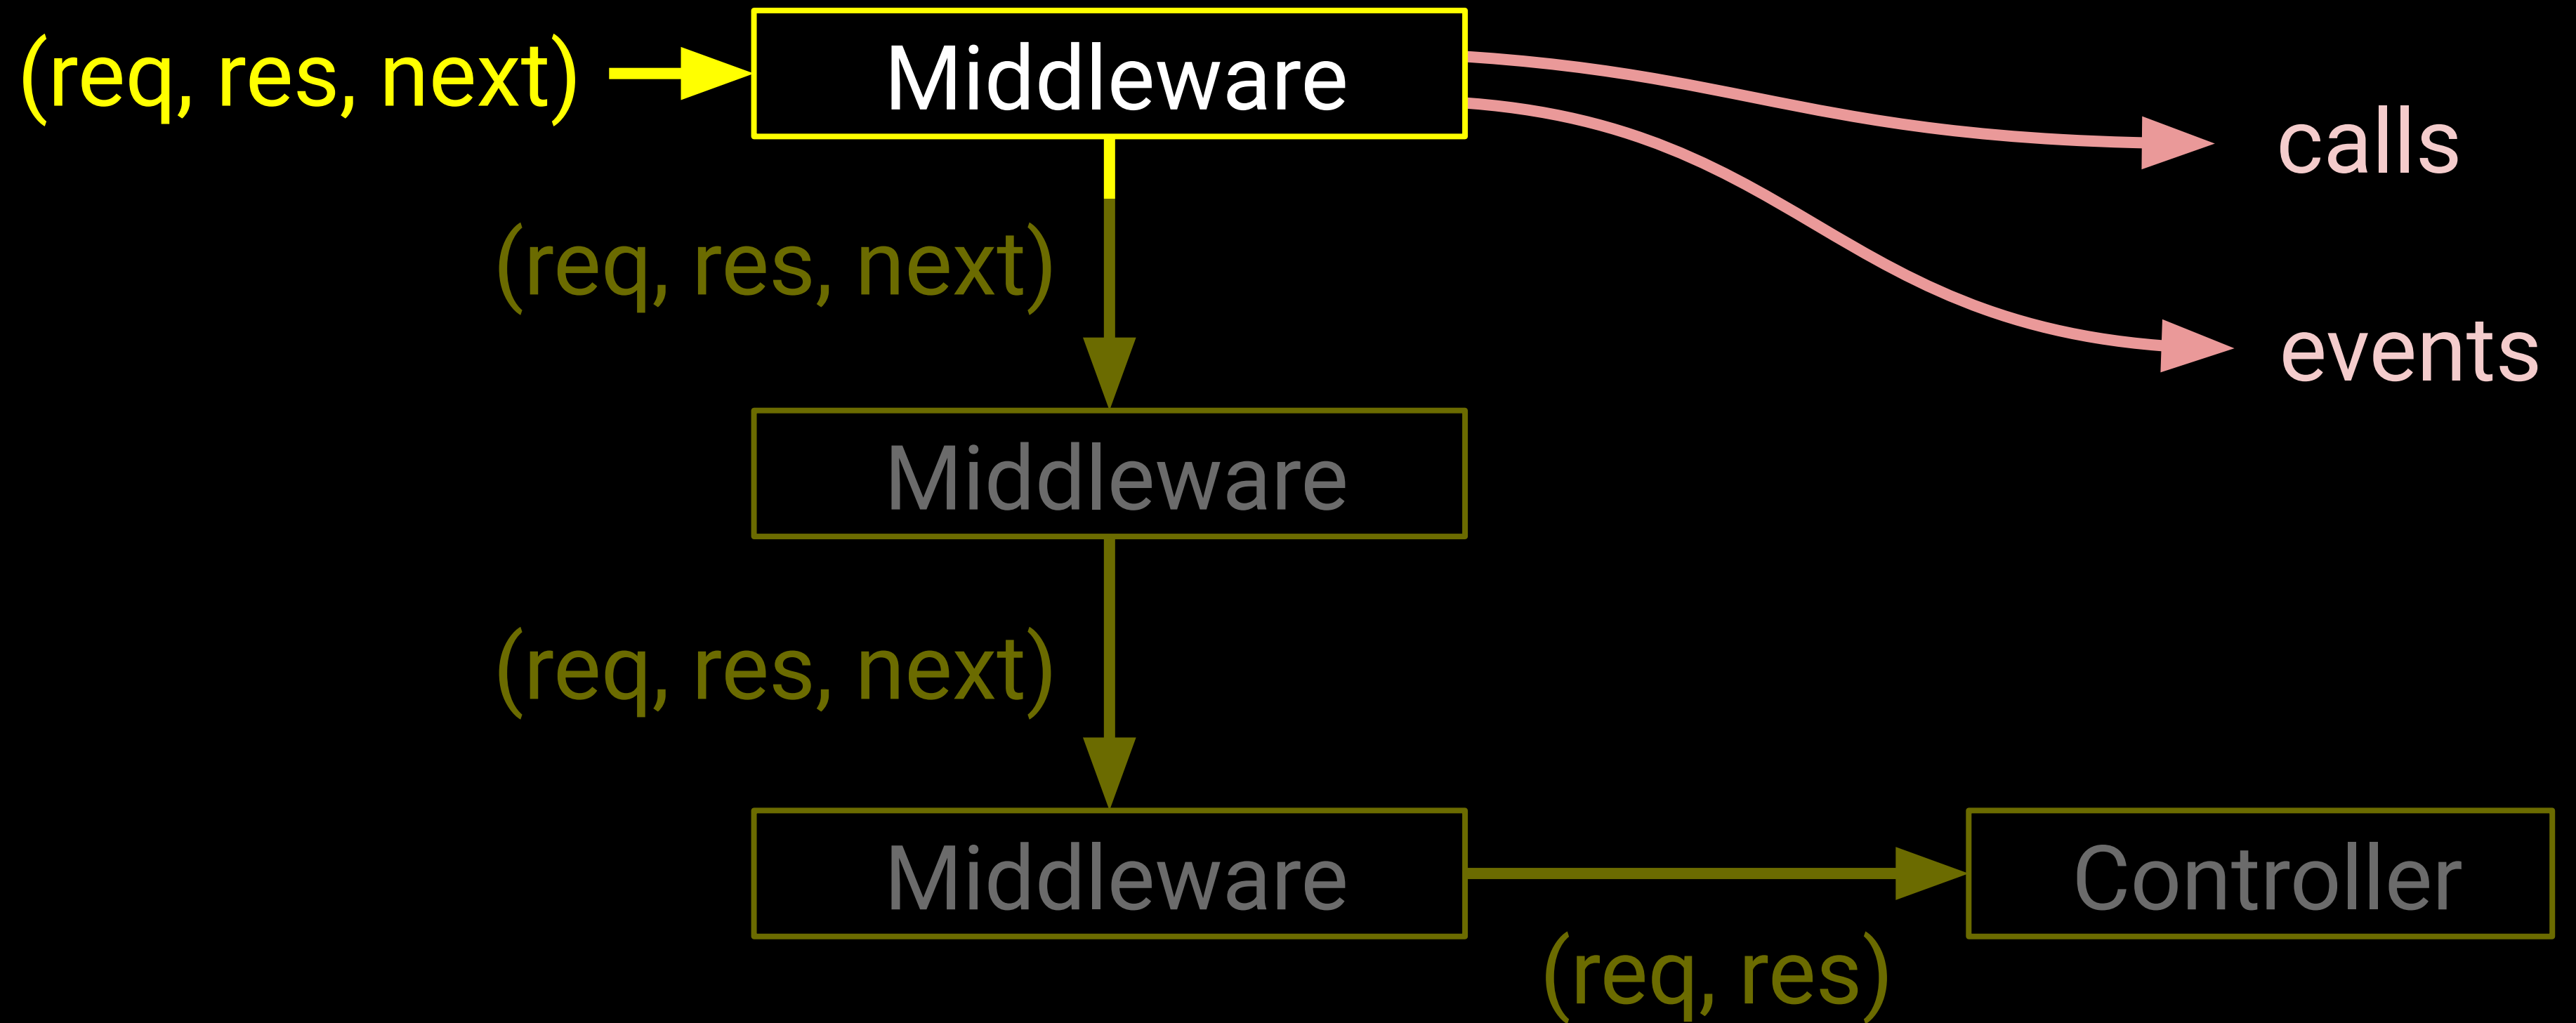 (req, res, next)
Middleware
calls
(req, res, next)
events
Middleware
(req, res, next)
Middleware
Controller
(req, res)